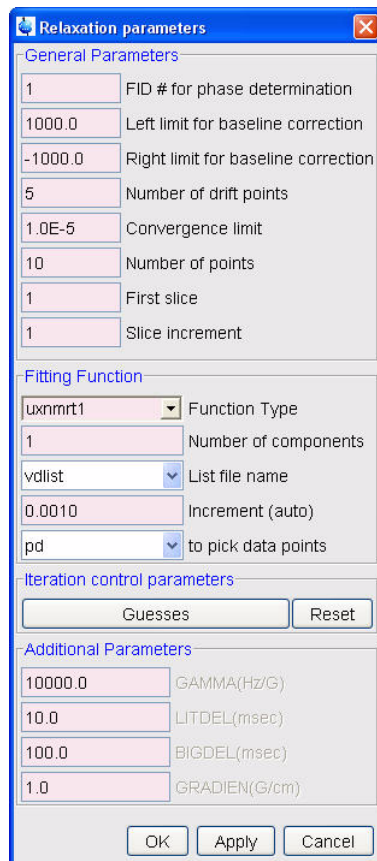 Relaxation parameters
General Parameters
1 FID # for phase determination
1000.0 Left limit for baseline correction
-1000.0 Right limit for baseline correction
5 Number of drift points
1.0E-5 Convergence limit
10 Number of points
1 First slice
1 Slice increment
Fitting Function
uxnmrt1 Function Type
1 Number of components
vdlist List file name
0.0010 Increment (auto)
pd to pick data points
Iteration control parameters
Guesses Reset
Additional Parameters
10000.0 GAMMA(Hz/G)
10.0 LITDEL(msec)
100.0 BIGDEL(msec)
1.0 GRADIEN(G/cm)
OK Apply Cancel